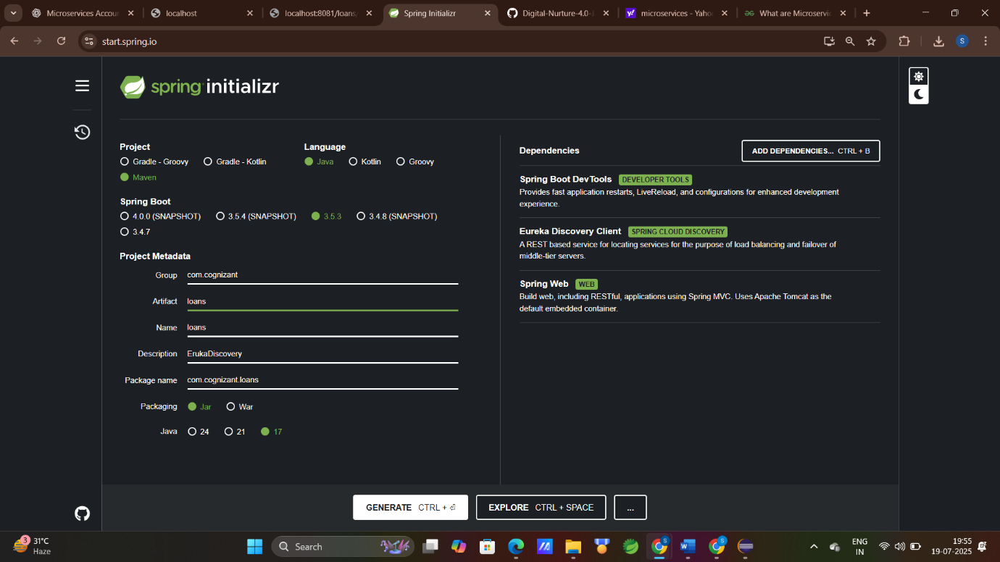 Microservices Accour
localhost
localhost:8081/loans/
Spring Initializr
Digital-Nurture-4.0-J
microservices - Yaho
What are Microservic
start.spring.io
S
spring initializr
Project
Gradle - Groovy
Gradle - Kotlin
Maven
Language
Java
Kotlin
Groovy
Spring Boot
4.0.0 (SNAPSHOT)
3.5.4 (SNAPSHOT)
3.5.3
3.4.8 (SNAPSHOT)
3.4.7
Project Metadata
Group com.cognizant
Artifact loans
Name loans
Description ErukaDiscovery
Package name com.cognizant.loans
Packaging Jar War
Java 24 21 17
Dependencies
ADD DEPENDENCIES... CTRL + B
Spring Boot DevTools DEVELOPER TOOLS
Provides fast application restarts, LiveReload, and configurations for enhanced development
experience.
Eureka Discovery Client SPRING CLOUD DISCOVERY
A REST based service for locating services for the purpose of load balancing and failover of
middle-tier servers.
Spring Web WEB
Build web, including RESTful, applications using Spring MVC. Uses Apache Tomcat as the
default embedded container.
GENERATE CTRL + ⏎
EXPLORE CTRL + SPACE
...
3
31°C
Haze
Search
ENG
IN
19:55
19-07-2025